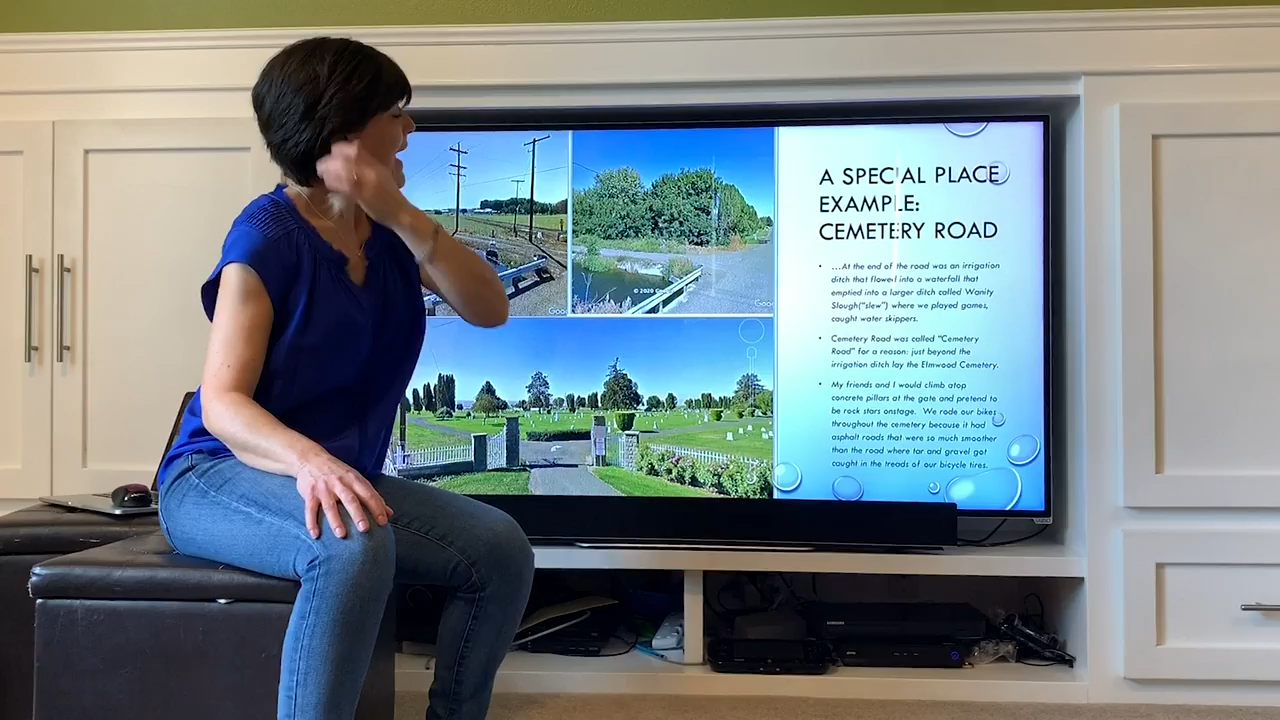 A SPECIAL PLACE
EXAMPLE:
CEMETERY ROAD
...At the end of the road was an irrigation
ditch that flowed into a waterfall that
emptied into a larger ditch called Wanity
Slough("slew") where we played games,
caught water skippers.
Cemetery Road was called "Cemetery
Road" for a reason: just beyond the
irrigation ditch lay the Elmwood Cemetery.
My friends and I would climb atop
concrete pillars at the gate and pretend to
be rock stars onstage. We rode our bikes
throughout the cemetery because it had
asphalt roads that were so much smoother
than the road where tar and gravel got
caught in the treads of our bicycle tires.
© 2020
VIZIO
SAMSUNG